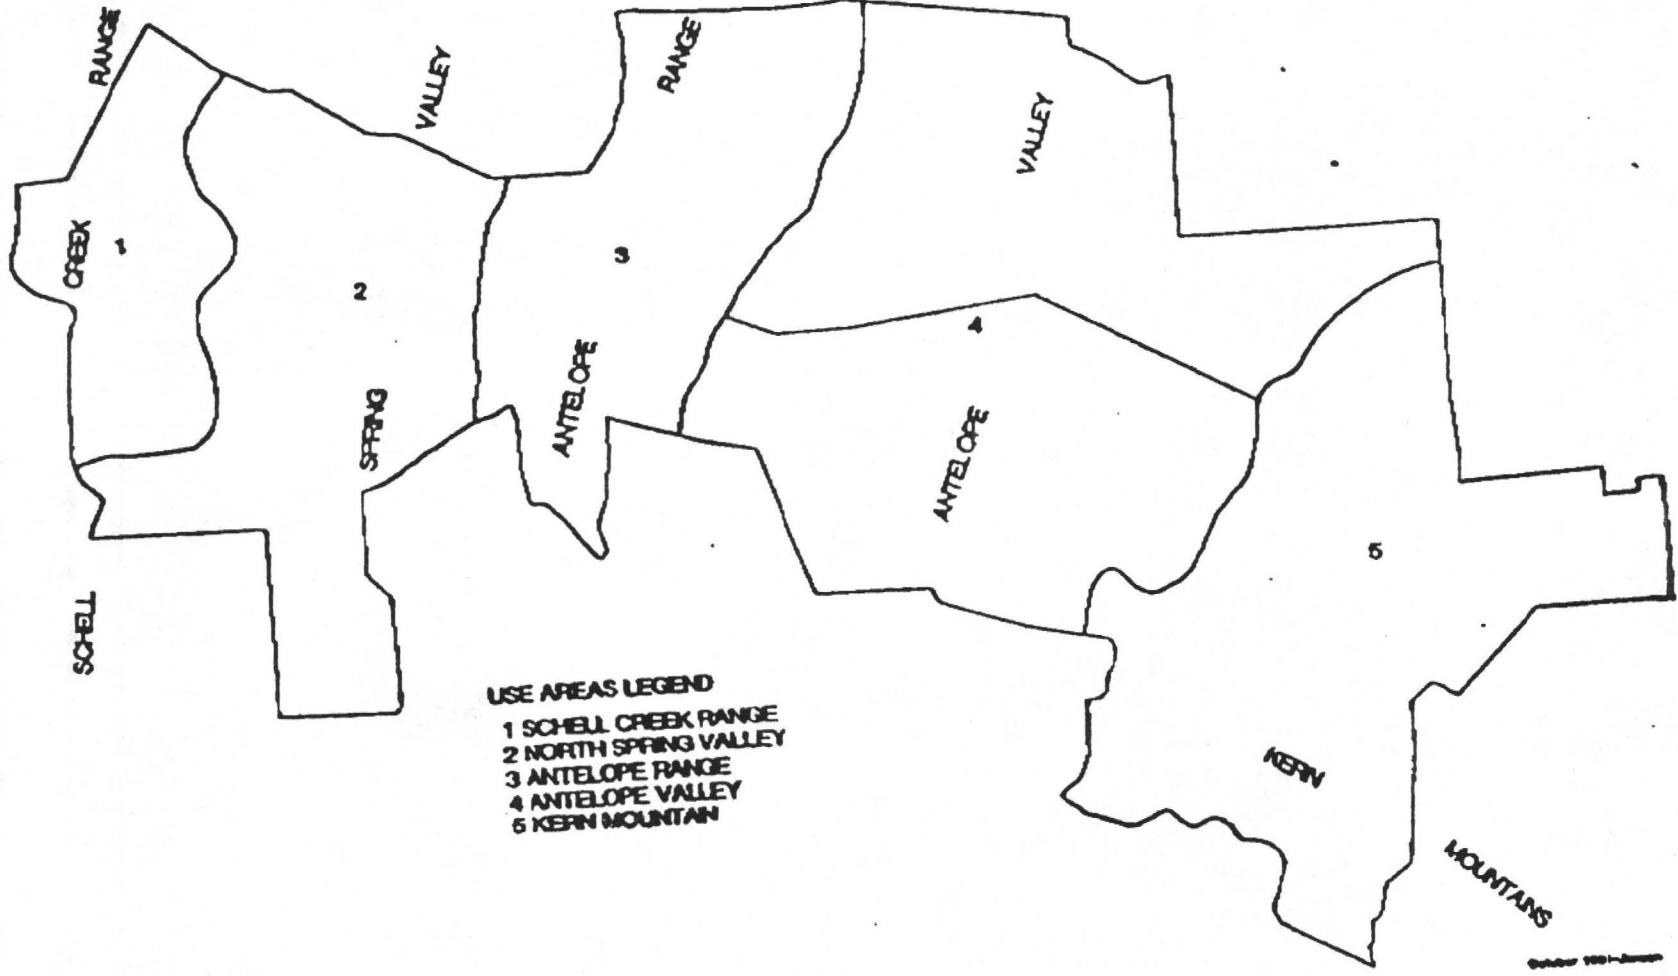 RANGE
VALLEY
RANGE
VALLEY
CREEK
1
2
3
4
SPRING
ANTELOPE
ANTELOPE
5
SCHELL
KERN
MOUNTAINS
USE AREAS LEGEND
1 SCHELL CREEK RANGE
2 NORTH SPRING VALLEY
3 ANTELOPE RANGE
4 ANTELOPE VALLEY
5 KERN MOUNTAIN